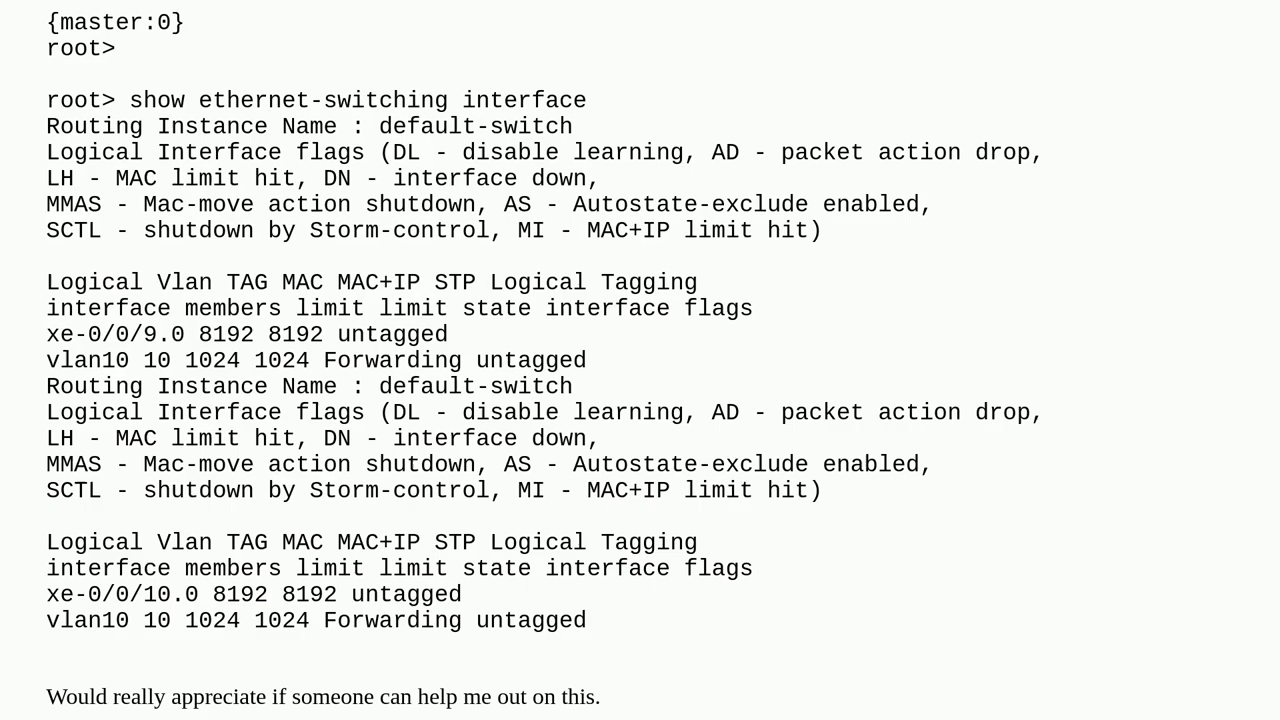 {master:0}
root>
root> show ethernet-switching interface
Routing Instance Name : default-switch
Logical Interface flags (DL - disable learning, AD - packet action drop,
LH - MAC limit hit, DN - interface down,
MMAS - Mac-move action shutdown, AS - Autostate-exclude enabled,
SCTL - shutdown by Storm-control, MI - MAC+IP limit hit)
Logical Vlan TAG MAC MAC+IP STP Logical Tagging
interface members limit limit state interface flags
xe-0/0/9.0 8192 8192 untagged
vlan10 10 1024 1024 Forwarding untagged
Routing Instance Name : default-switch
Logical Interface flags (DL - disable learning, AD - packet action drop,
LH - MAC limit hit, DN - interface down,
MMAS - Mac-move action shutdown, AS - Autostate-exclude enabled,
SCTL - shutdown by Storm-control, MI - MAC+IP limit hit)
Logical Vlan TAG MAC MAC+IP STP Logical Tagging
interface members limit limit state interface flags
xe-0/0/10.0 8192 8192 untagged
vlan10 10 1024 1024 Forwarding untagged
Would really appreciate if someone can help me out on this.